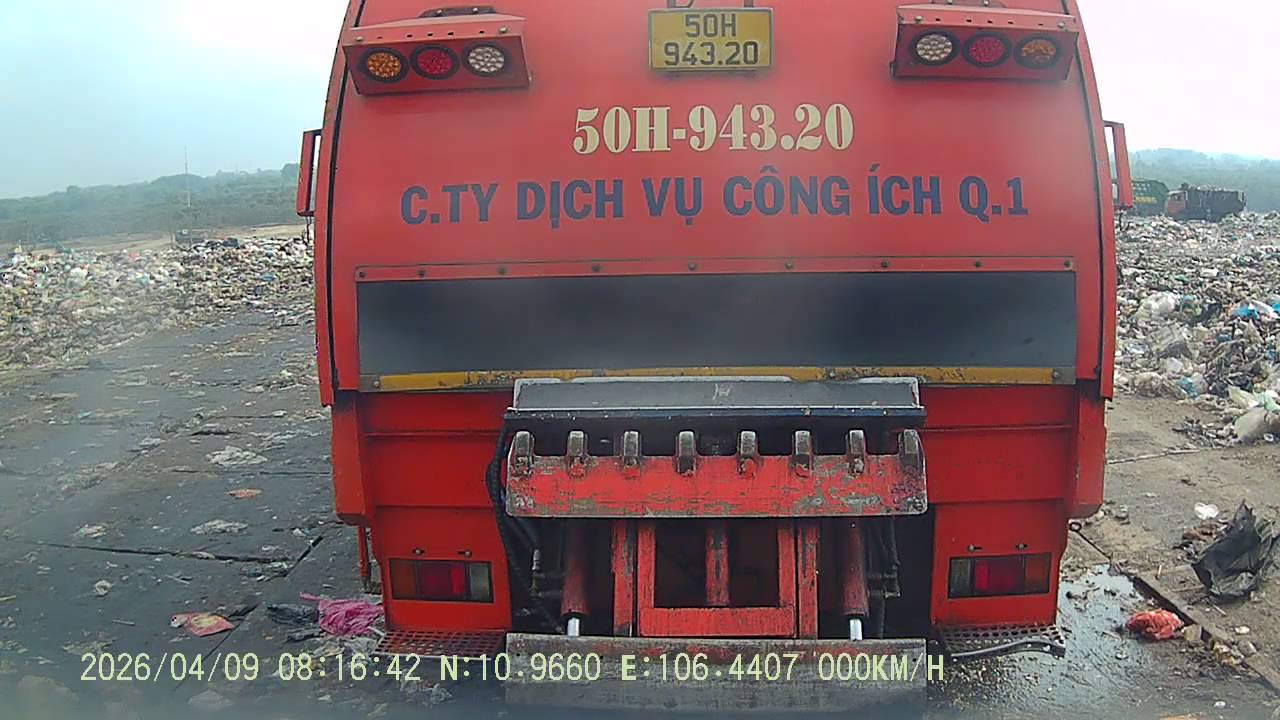 50H
943.20
50H-943.20
C.TY DỊCH VỤ CÔNG ÍCH Q.1
2026/04/09 08:16:42 N:10.9660 E:106.4407 000KM/H